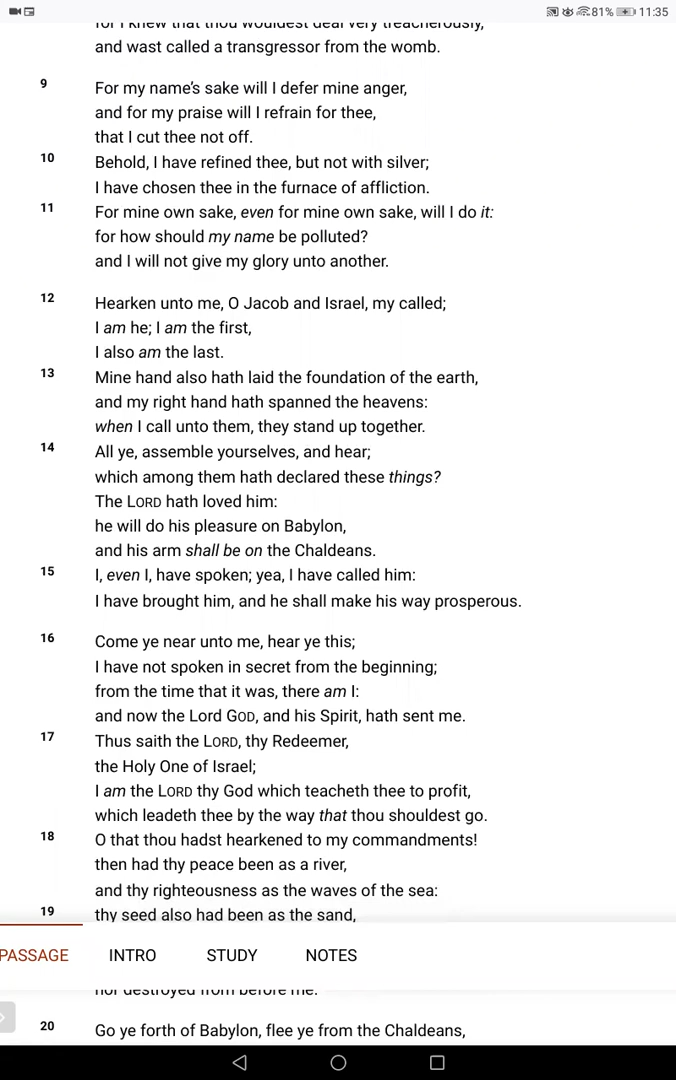 81% 11:35
for I knew that thou wouldest deal very treacherously,
and wast called a transgressor from the womb.
9 For my name's sake will I defer mine anger,
and for my praise will I refrain for thee,
that I cut thee not off.
10 Behold, I have refined thee, but not with silver;
I have chosen thee in the furnace of affliction.
11 For mine own sake, even for mine own sake, will I do it:
for how should my name be polluted?
and I will not give my glory unto another.
12 Hearken unto me, O Jacob and Israel, my called;
I am he; I am the first,
I also am the last.
13 Mine hand also hath laid the foundation of the earth,
and my right hand hath spanned the heavens:
when I call unto them, they stand up together.
14 All ye, assemble yourselves, and hear;
which among them hath declared these things?
The LORD hath loved him:
he will do his pleasure on Babylon,
and his arm shall be on the Chaldeans.
15 I, even I, have spoken; yea, I have called him:
I have brought him, and he shall make his way prosperous.
16 Come ye near unto me, hear ye this;
I have not spoken in secret from the beginning;
from the time that it was, there am I:
and now the Lord GOD, and his Spirit, hath sent me.
17 Thus saith the LORD, thy Redeemer,
the Holy One of Israel;
I am the LORD thy God which teacheth thee to profit,
which leadeth thee by the way that thou shouldest go.
18 O that thou hadst hearkened to my commandments!
then had thy peace been as a river,
and thy righteousness as the waves of the sea:
19 thy seed also had been as the sand,
PASSAGE INTRO STUDY NOTES
nor destroyed from before me.
20 Go ye forth of Babylon, flee ye from the Chaldeans,